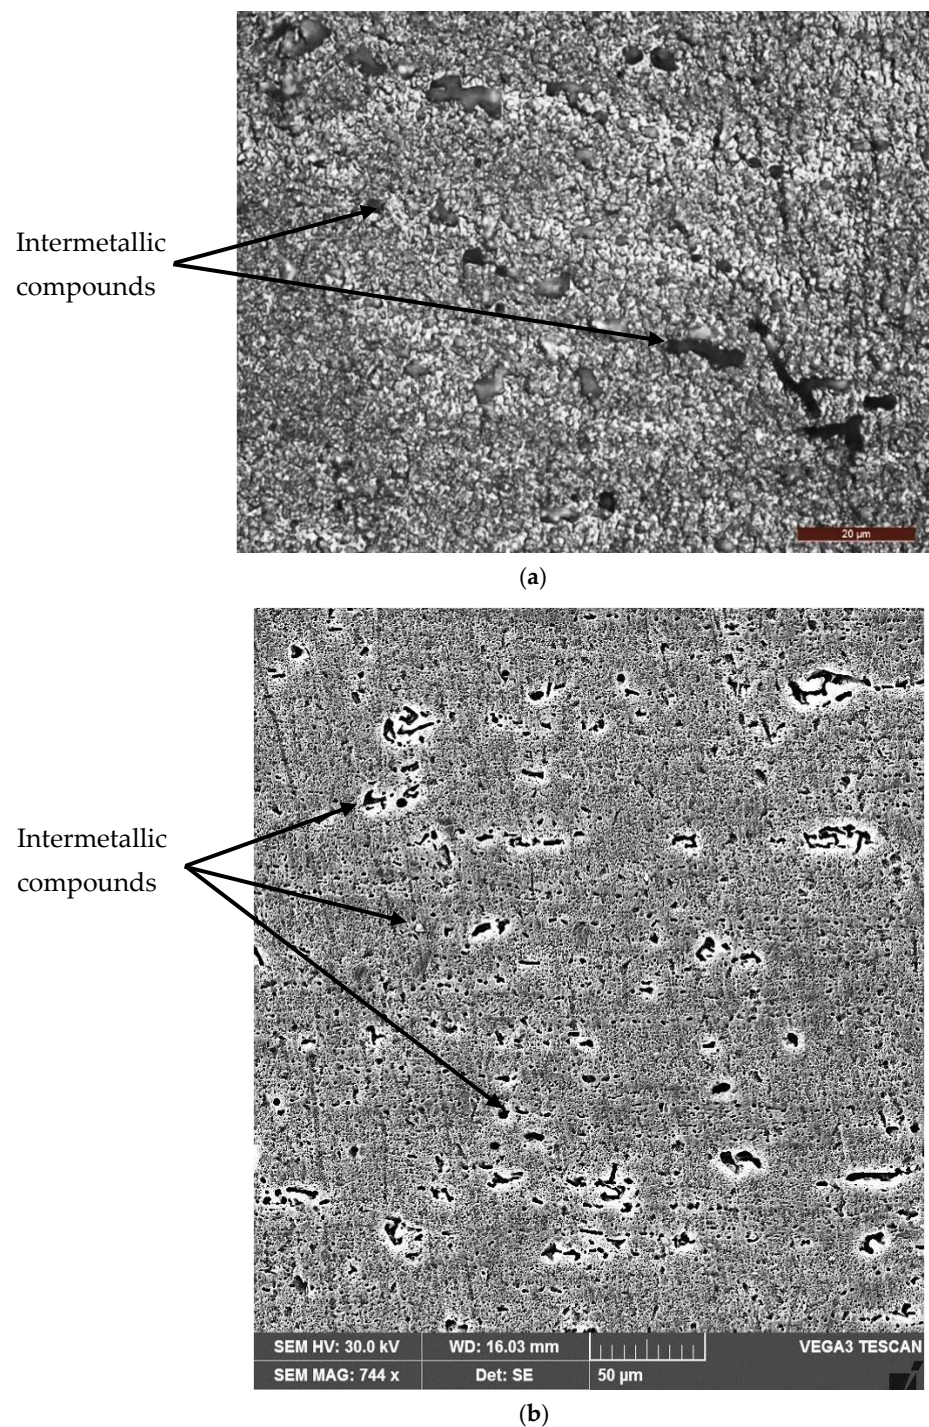 Intermetallic
compounds
20 µm
(a)
Intermetallic
compounds
SEM HV: 30.0 kV
WD: 16.03 mm
VEGA3 TESCAN
SEM MAG: 744 x
Det: SE
50 µm
(b)